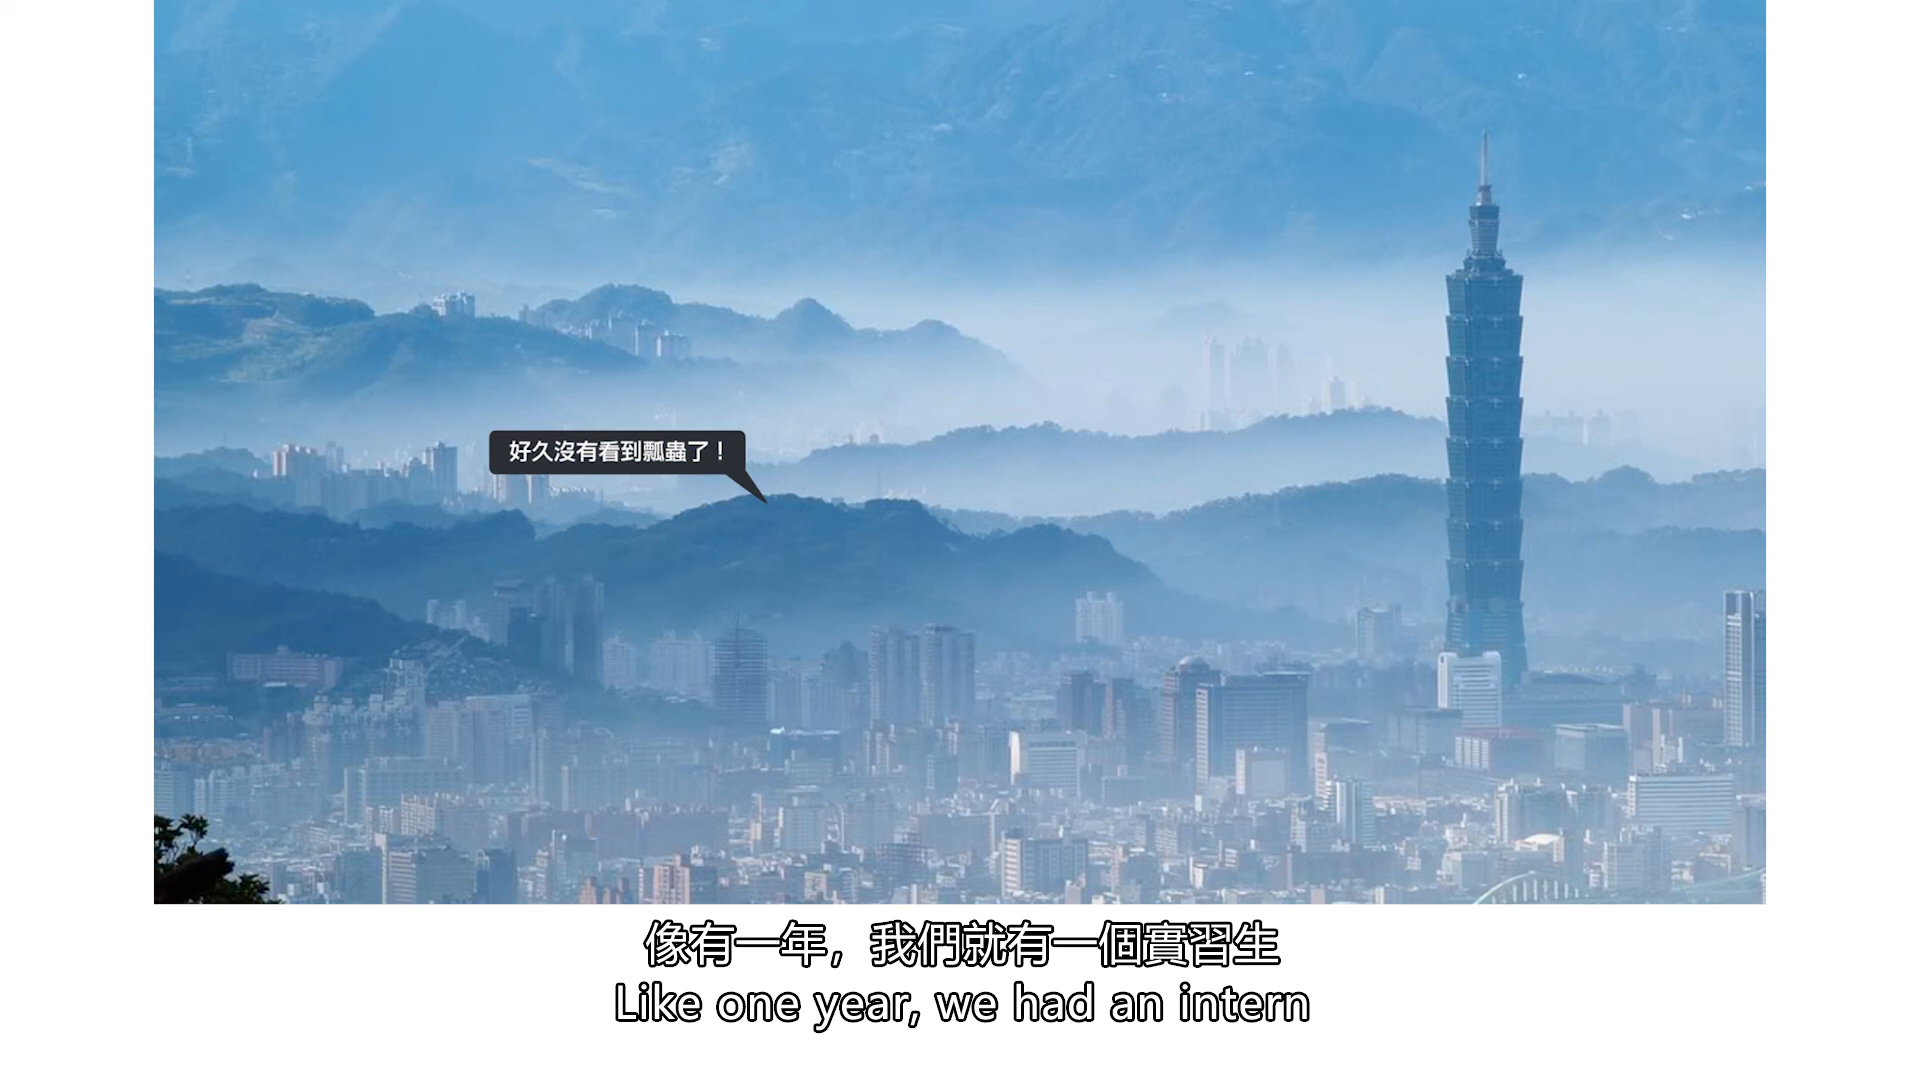 好久沒有看到瓢蟲了！
像有一年，我們就有一個實習生
Like one year, we had an intern